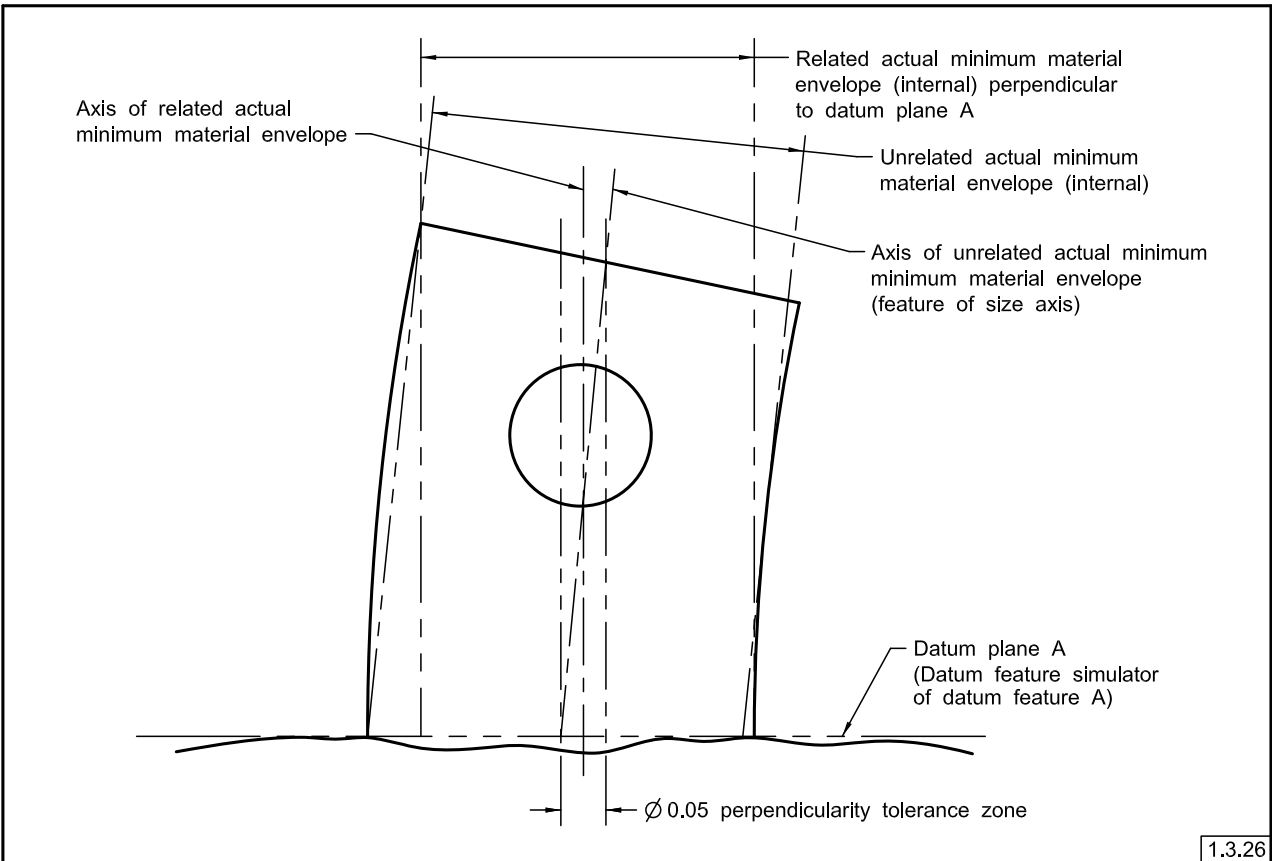 Related actual minimum material
envelope (internal) perpendicular
to datum plane A
Axis of related actual
minimum material envelope
Unrelated actual minimum
material envelope (internal)
Axis of unrelated actual minimum
minimum material envelope
(feature of size axis)
Datum plane A
(Datum feature simulator
of datum feature A)
∅ 0.05 perpendicularity tolerance zone
1.3.26